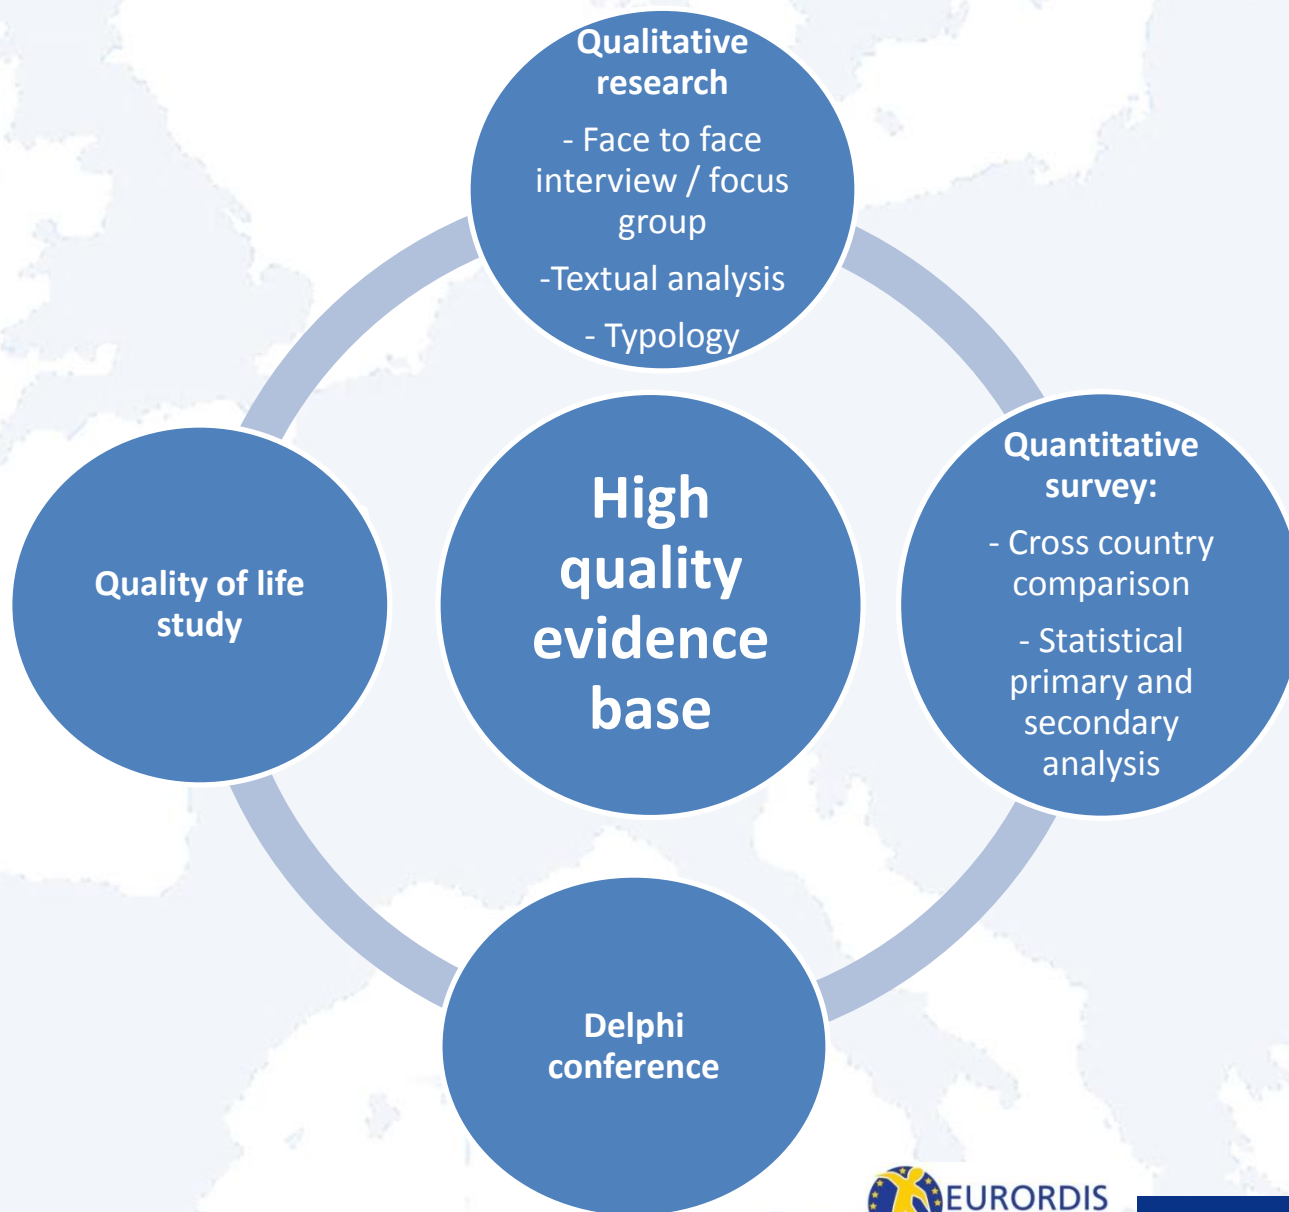 Qualitative
research
- Face to face
interview / focus
group
-Textual analysis
- Typology
High
quality
evidence
base
Quantitative
survey:
- Cross country
comparison
- Statistical
primary and
secondary
analysis
Quality of life
study
Delphi
conference
EURORDIS